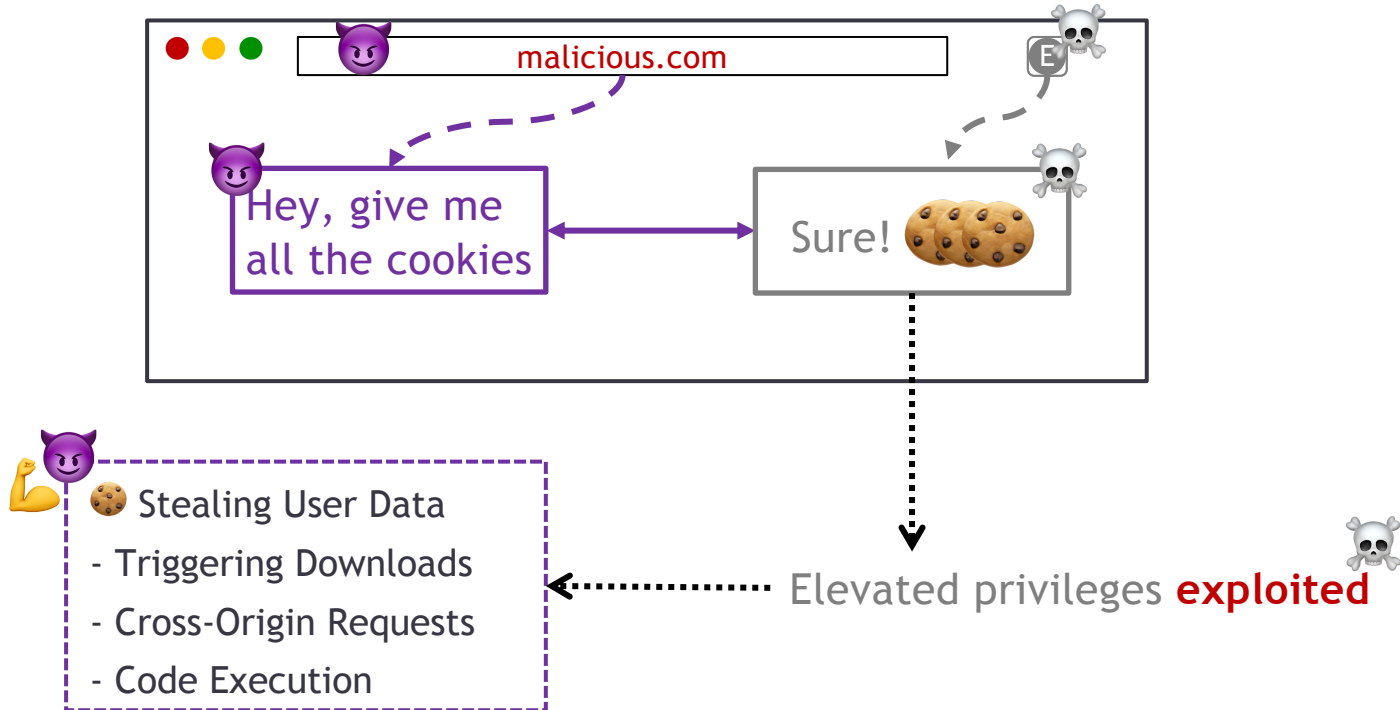 malicious.com
E
Hey, give me
all the cookies
Sure!
Stealing User Data
- Triggering Downloads
- Cross-Origin Requests
- Code Execution
Elevated privileges exploited